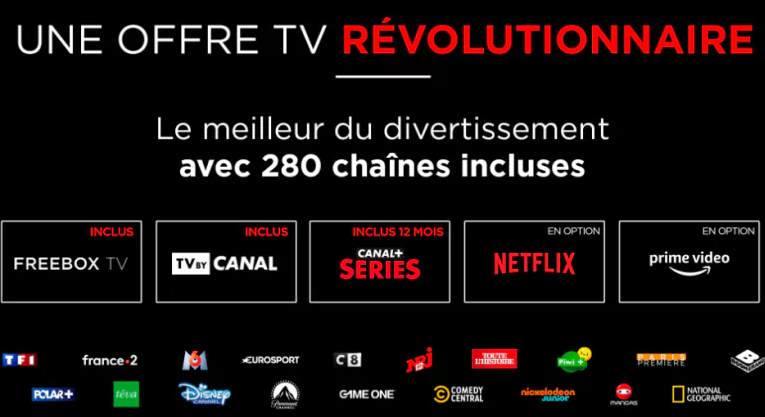 UNE OFFRE TV RÉVOLUTIONNAIRE
Le meilleur du divertissement
avec 280 chaînes incluses
INCLUS
FREEBOX TV
INCLUS
TV BY CANAL
INCLUS 12 MOIS
CANAL+
SÉRIES
EN OPTION
NETFLIX
EN OPTION
prime video
TF1
france•2
M6
EUROSPORT
C8
NRJ
12
TOUTE
L'HISTOIRE
Piwi+
PARIS
PREMIÈRE
POLAR+
téva
Disney
CHANNEL
Paramount
CHANNEL
GAME ONE
COMEDY
CENTRAL
nickelodeon
junior
MANGAS
NATIONAL
GEOGRAPHIC